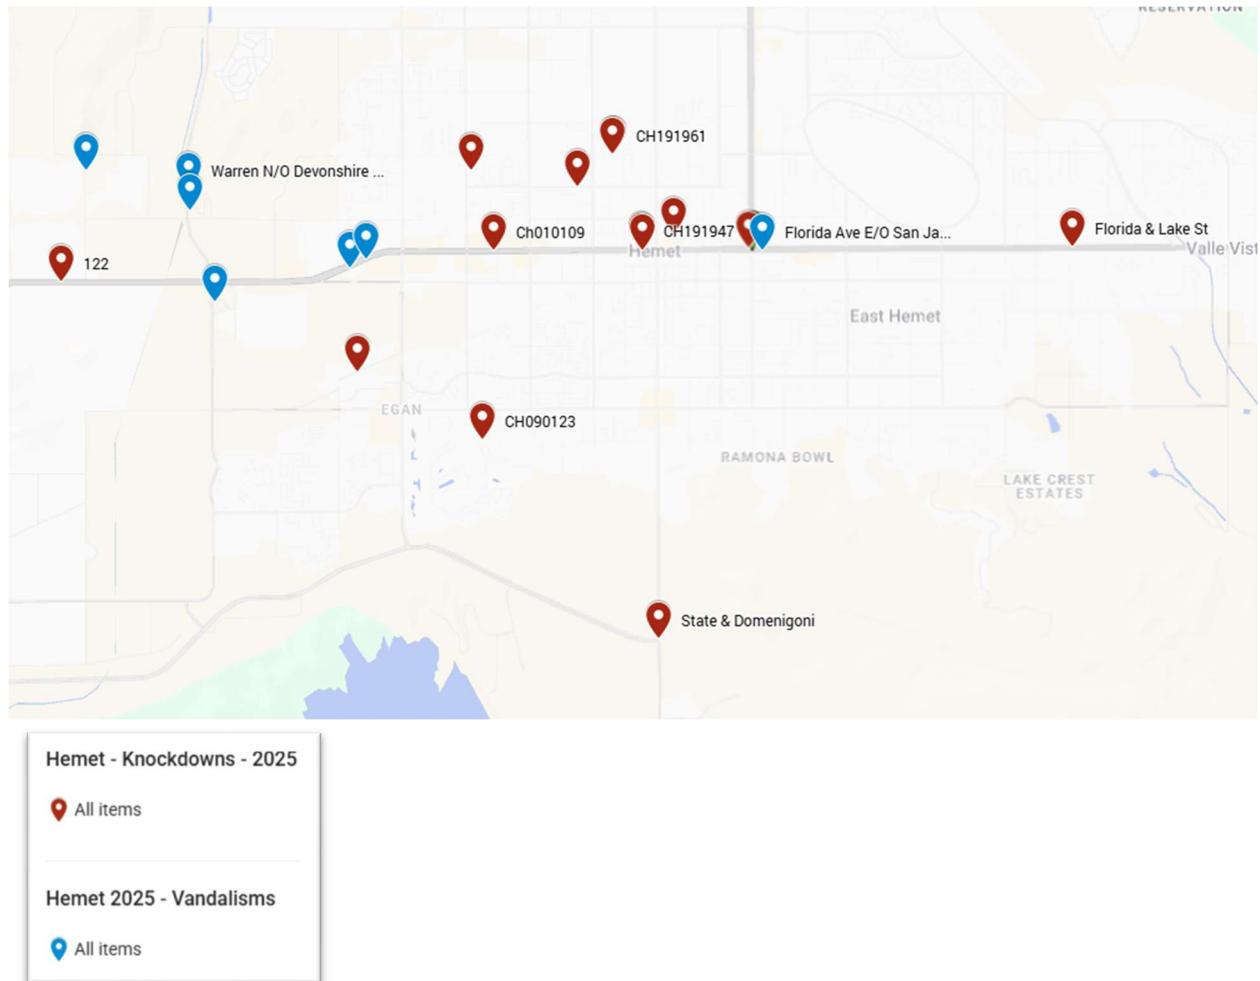 RESERVATION
CH191961
Warren N/O Devonshire ...
Ch010109
CH191947
Florida Ave E/O San Ja...
Florida & Lake St
Hemet
Valle Vist
122
East Hemet
EGAN
CH090123
RAMONA BOWL
LAKE CREST
ESTATES
State & Domenigoni
Hemet - Knockdowns - 2025
All items
Hemet 2025 - Vandalisms
All items